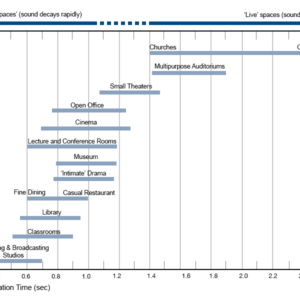 spaces' (sound decays rapidly) 'Live' spaces (sound
Churches
Multipurpose Auditoriums
Small Theaters
Open Office
Cinema
Lecture and Conference Rooms
Museum
'Intimate' Drama
Fine Dining Casual Restaurant
Library
Classrooms
g & Broadcasting
Studios
0.6 0.8 1.0 1.2 1.4 1.6 1.8 2.0 2.2
ation Time (sec)